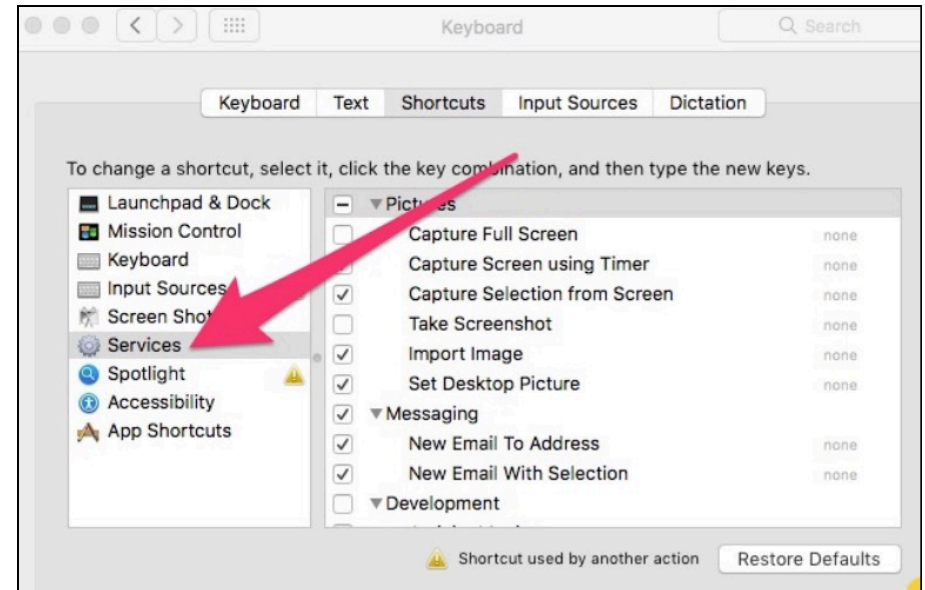 Keyboard
Search
Keyboard Text Shortcuts Input Sources Dictation
To change a shortcut, select it, click the key combination, and then type the new keys.
Launchpad & Dock
Mission Control
Keyboard
Input Sources
Screen Shot
Services
Spotlight
Accessibility
App Shortcuts
Pictures
Capture Full Screen none
Capture Screen using Timer none
Capture Selection from Screen none
Take Screenshot none
Import Image none
Set Desktop Picture none
Messaging
New Email To Address none
New Email With Selection none
Development
Shortcut used by another action
Restore Defaults